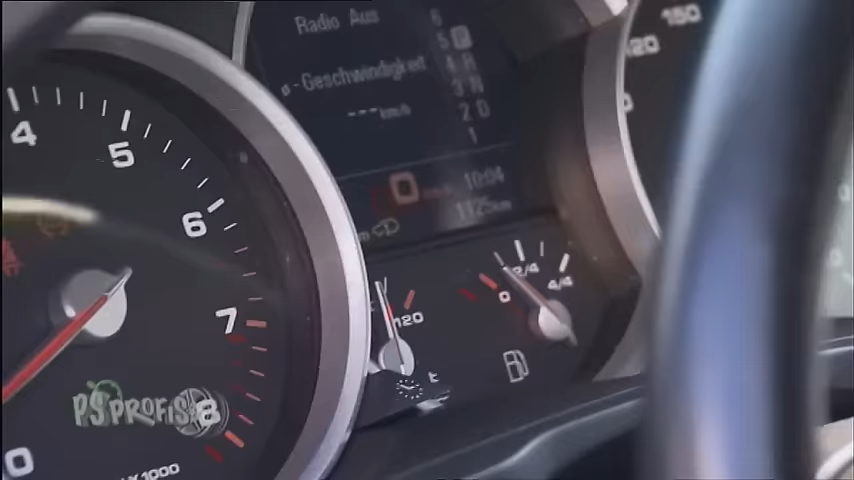 Radio Aus
6
5 P
4 R
ø-Geschwindigkeit
3 N
---km/h
2 D
1
0 km/h
10:04
1125km
4
5
6
7
8
0
x1000
120
0
2/4
4/4
120
150
PS PROFIS